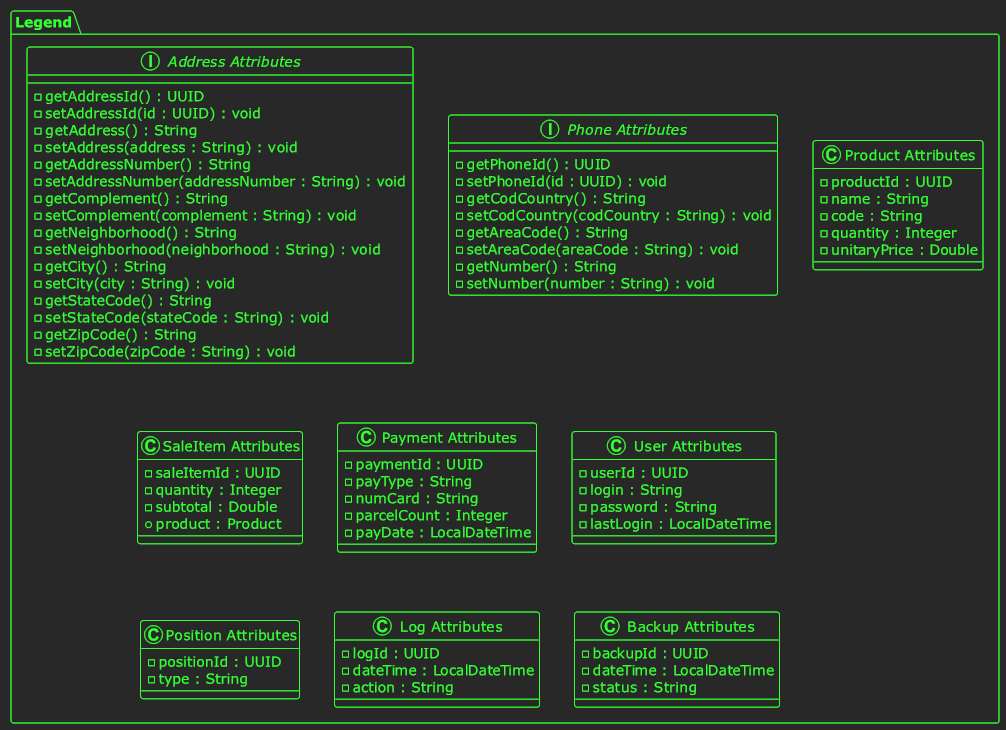 Legend
I Address Attributes
getAddressId() : UUID
setAddressId(id : UUID) : void
getAddress() : String
setAddress(address : String) : void
getAddressNumber() : String
setAddressNumber(addressNumber : String) : void
getComplement() : String
setComplement(complement : String) : void
getNeighborhood() : String
setNeighborhood(neighborhood : String) : void
getCity() : String
setCity(city : String) : void
getStateCode() : String
setStateCode(stateCode : String) : void
getZipCode() : String
setZipCode(zipCode : String) : void
I Phone Attributes
getPhoneId() : UUID
setPhoneId(id : UUID) : void
getCodCountry() : String
setCodCountry(codCountry : String) : void
getAreaCode() : String
setAreaCode(areaCode : String) : void
getNumber() : String
setNumber(number : String) : void
C Product Attributes
productId : UUID
name : String
code : String
quantity : Integer
unitaryPrice : Double
C SaleItem Attributes
saleItemId : UUID
quantity : Integer
subtotal : Double
product : Product
C Payment Attributes
paymentId : UUID
payType : String
numCard : String
parcelCount : Integer
payDate : LocalDateTime
C User Attributes
userId : UUID
login : String
password : String
lastLogin : LocalDateTime
C Position Attributes
positionId : UUID
type : String
C Log Attributes
logId : UUID
dateTime : LocalDateTime
action : String
C Backup Attributes
backupId : UUID
dateTime : LocalDateTime
status : String